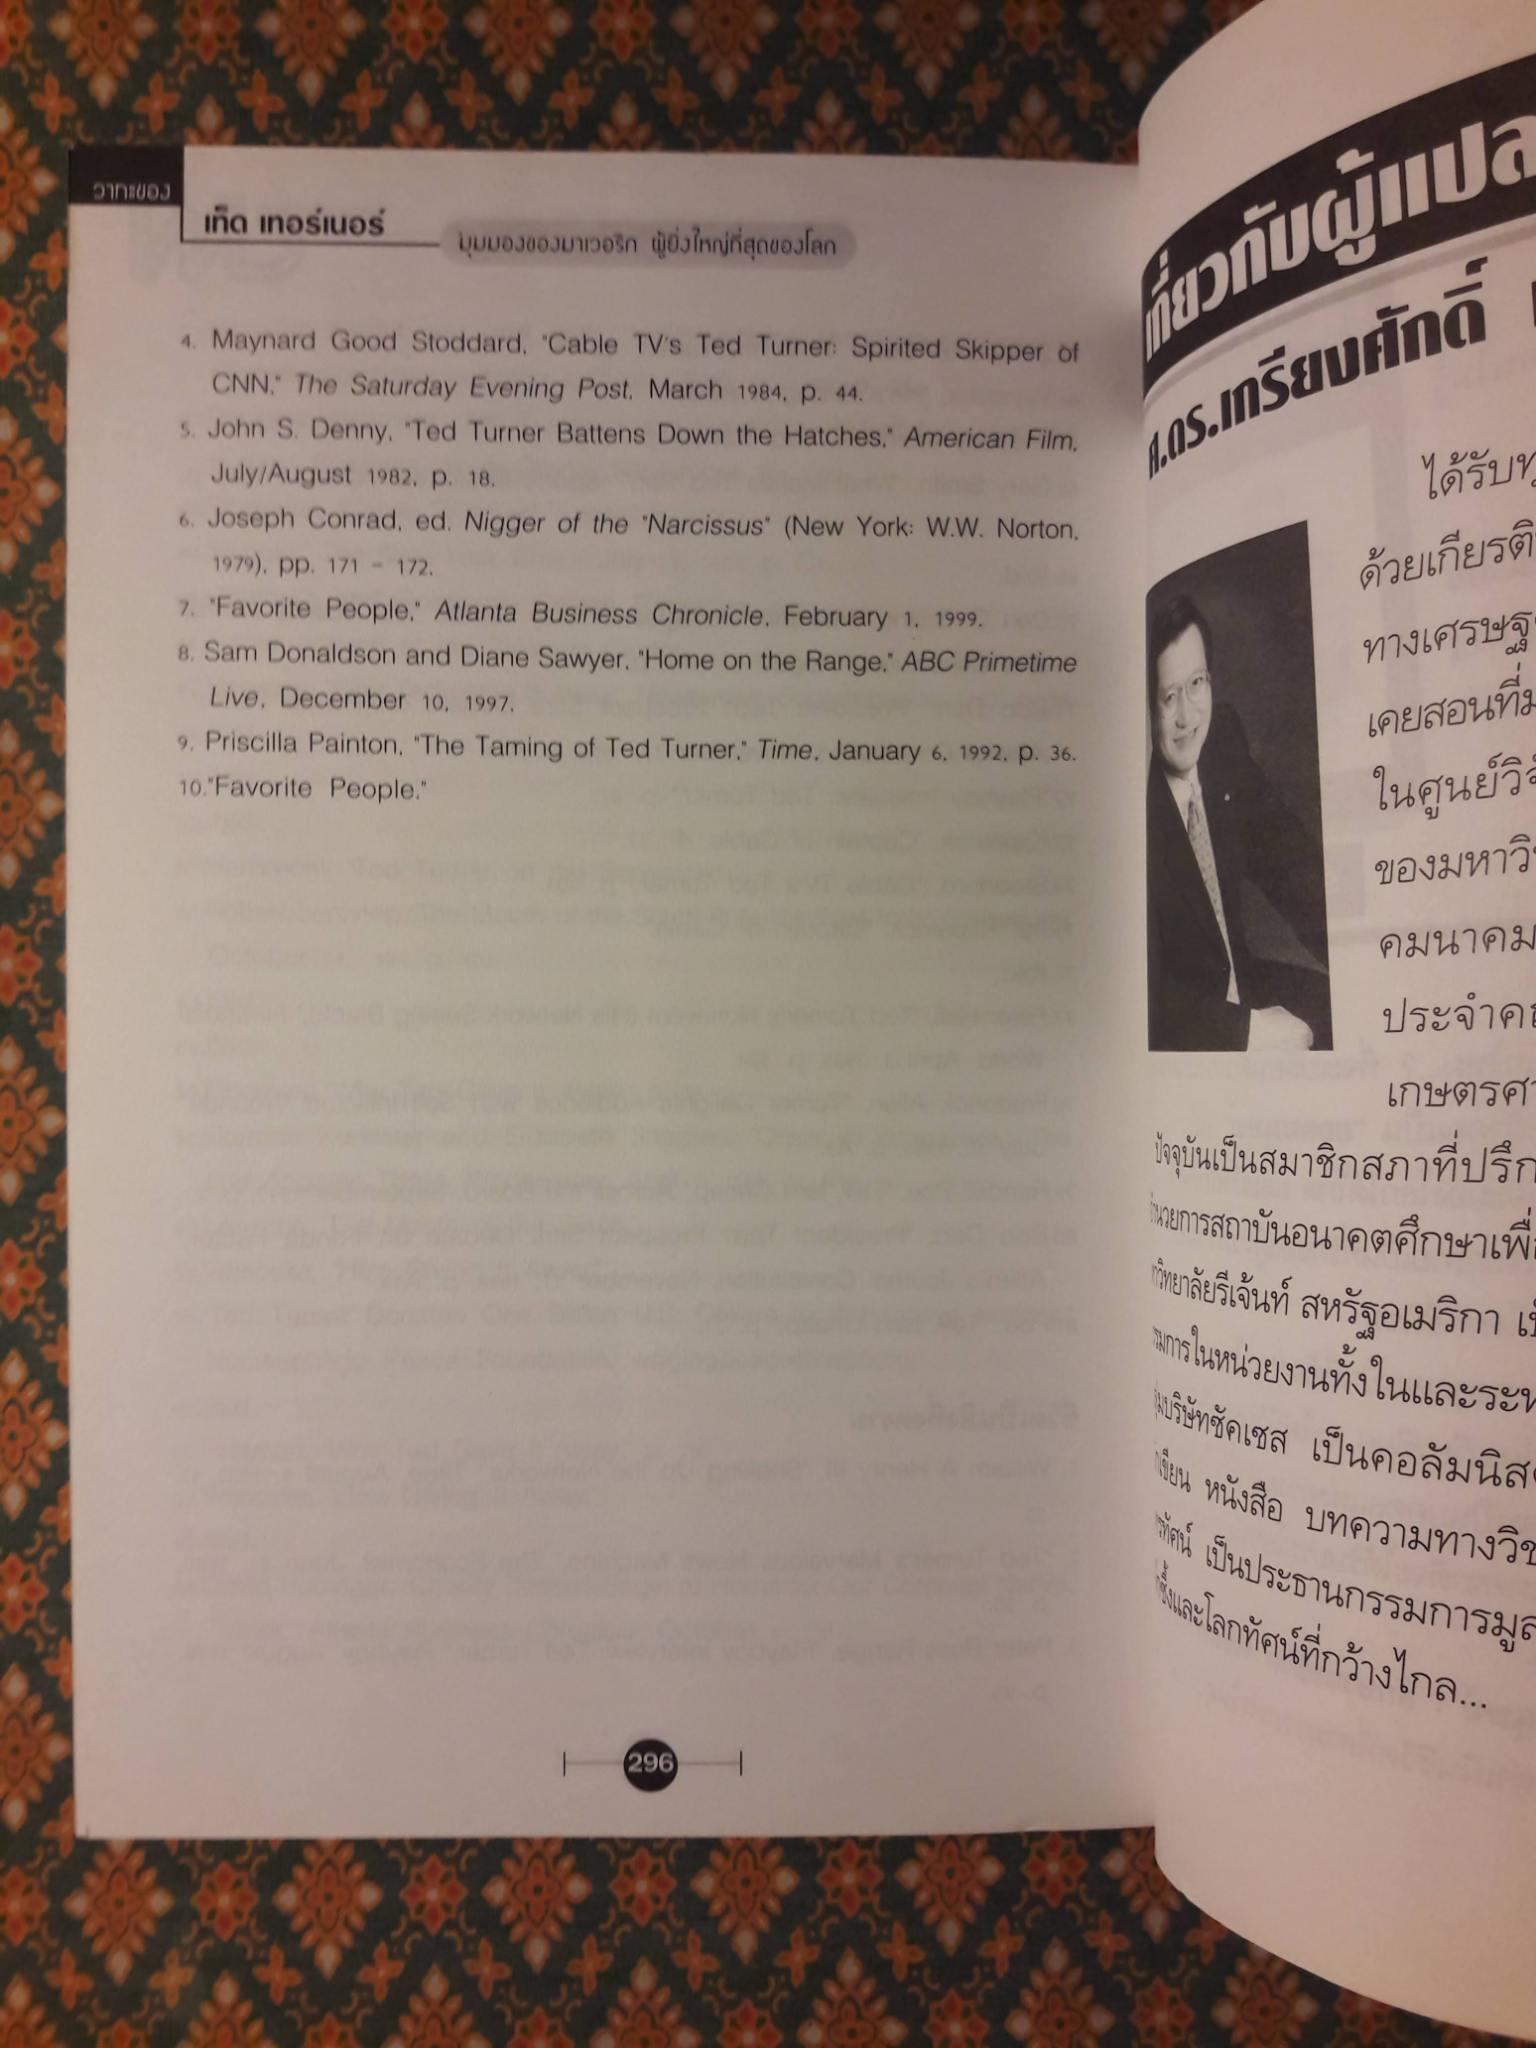 วาทะของ
เท็ด เทอร์เนอร์
มุมมองของมาเวอริก ผู้ยิ่งใหญ่ที่สุดของโลก
4. Maynard Good Stoddard, "Cable TV's Ted Turner: Spirited Skipper of
CNN," The Saturday Evening Post, March 1984, p. 44.
5. John S. Denny, "Ted Turner Battens Down the Hatches," American Film,
July/August 1982, p. 18.
6. Joseph Conrad, ed. Nigger of the "Narcissus" (New York: W.W. Norton,
1979), pp. 171 - 172.
7. "Favorite People," Atlanta Business Chronicle, February 1, 1999.
8. Sam Donaldson and Diane Sawyer, "Home on the Range," ABC Primetime
Live, December 10, 1997.
9. Priscilla Painton, "The Taming of Ted Turner," Time, January 6, 1992, p. 36.
10."Favorite People."
296
เกี่ยวกับผู้แปล
ศ.ดร.เกรียงศักดิ์
ได้รับ
ด้วยเกียรติ
ทางเศรษฐ
เคยสอนที่
ในศูนย์วิจั
ของมหาวิ
คมนาคม
ประจำค
เกษตรศา
ปัจจุบันเป็นสมาชิกสภาที่ปรึก
อำนวยการสถาบันอนาคตศึกษาเพื่
าวิทยาลัยรีเจ้นท์ สหรัฐอเมริกา เป็
รรมการในหน่วยงานทั้งในและระห
ลุ่มบริษัทซัคเซส เป็นคอลัมนิส
กเขียน หนังสือ บทความทางวิช
รทัศน์ เป็นประธานกรรมการมูล
ซึ้งและโลกทัศน์ที่กว้างไกล...